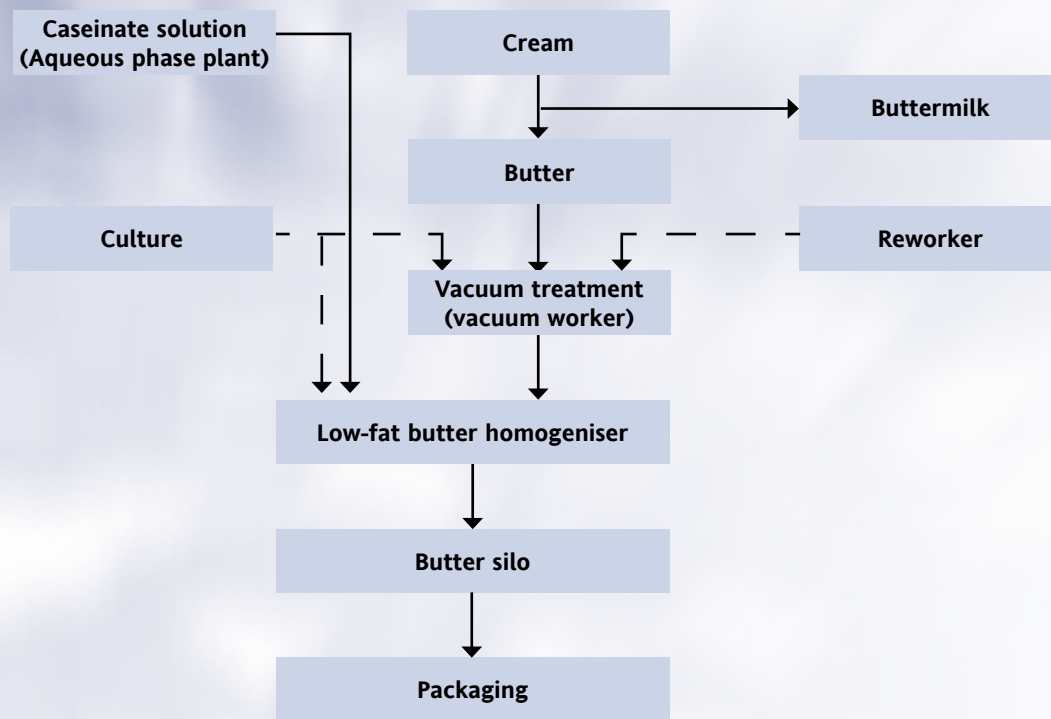 Caseinate solution
(Aqueous phase plant)
Cream
Buttermilk
Butter
Culture
Reworker
Vacuum treatment
(vacuum worker)
Low-fat butter homogeniser
Butter silo
Packaging